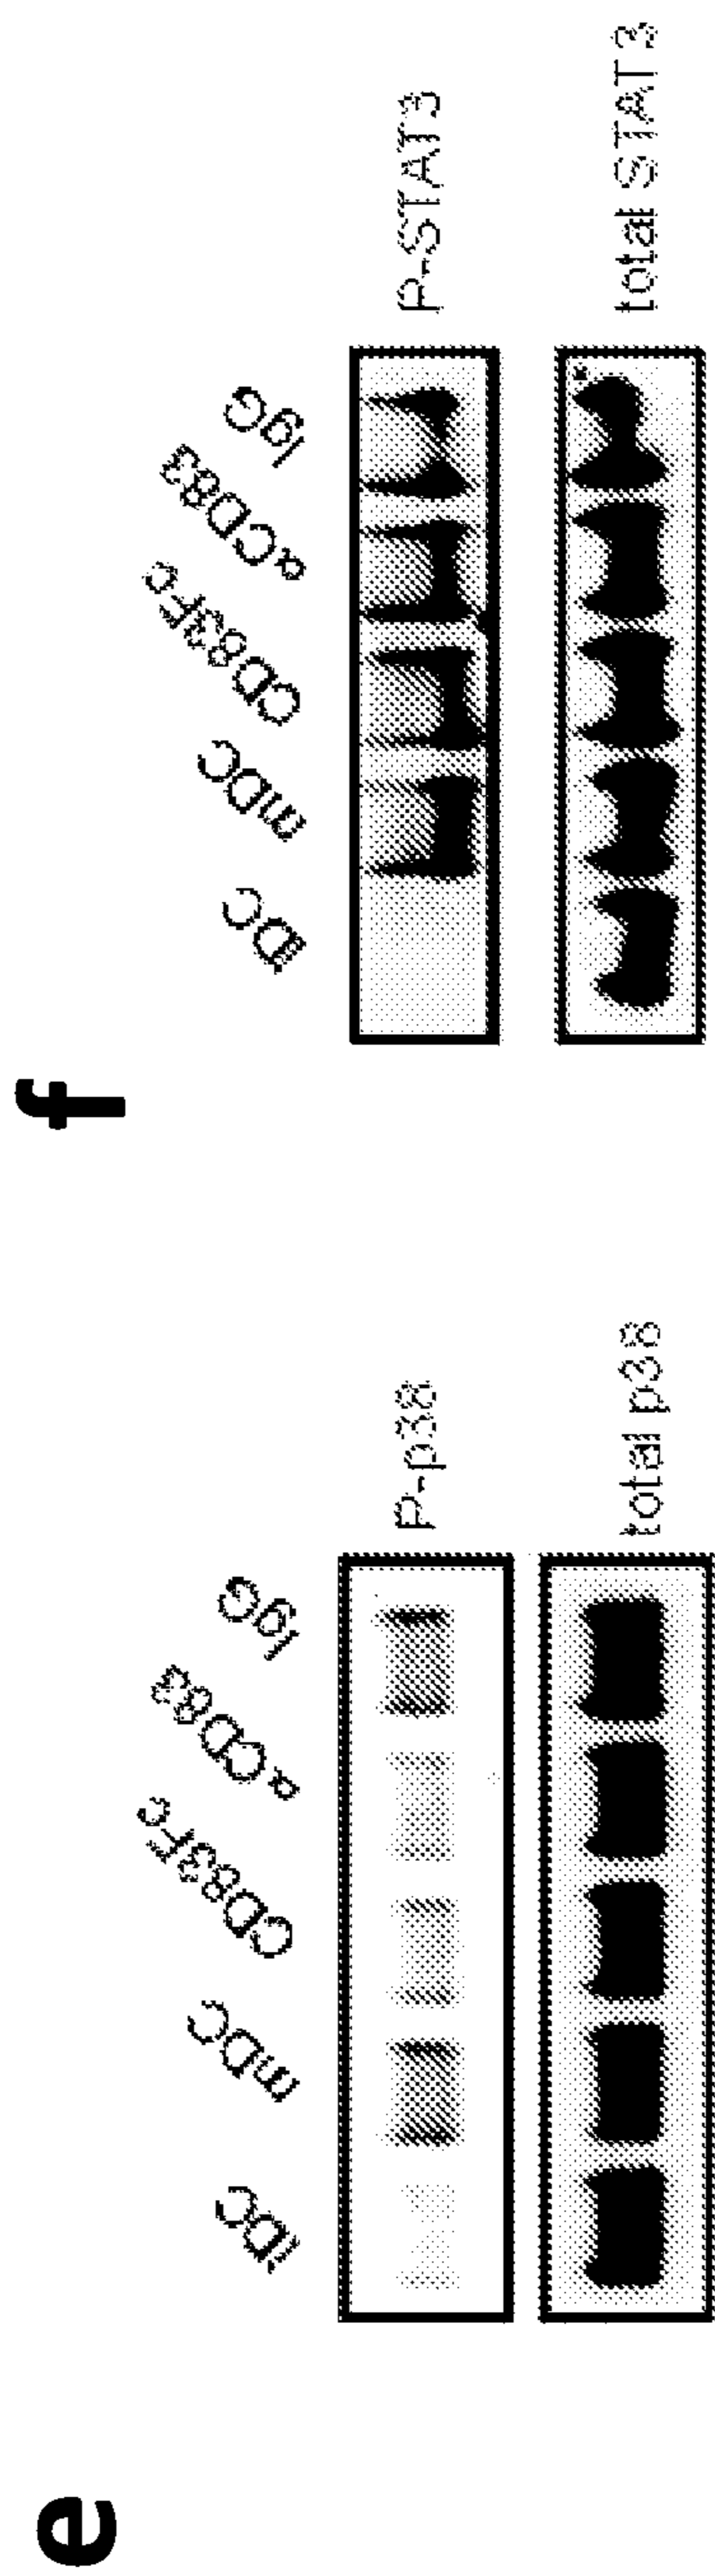 e
iDC mDC CD83Fc αCD83 IgG
P-p38
total p38
f
iDC mDC CD83Fc αCD83 IgG
P-STAT3
total STAT3